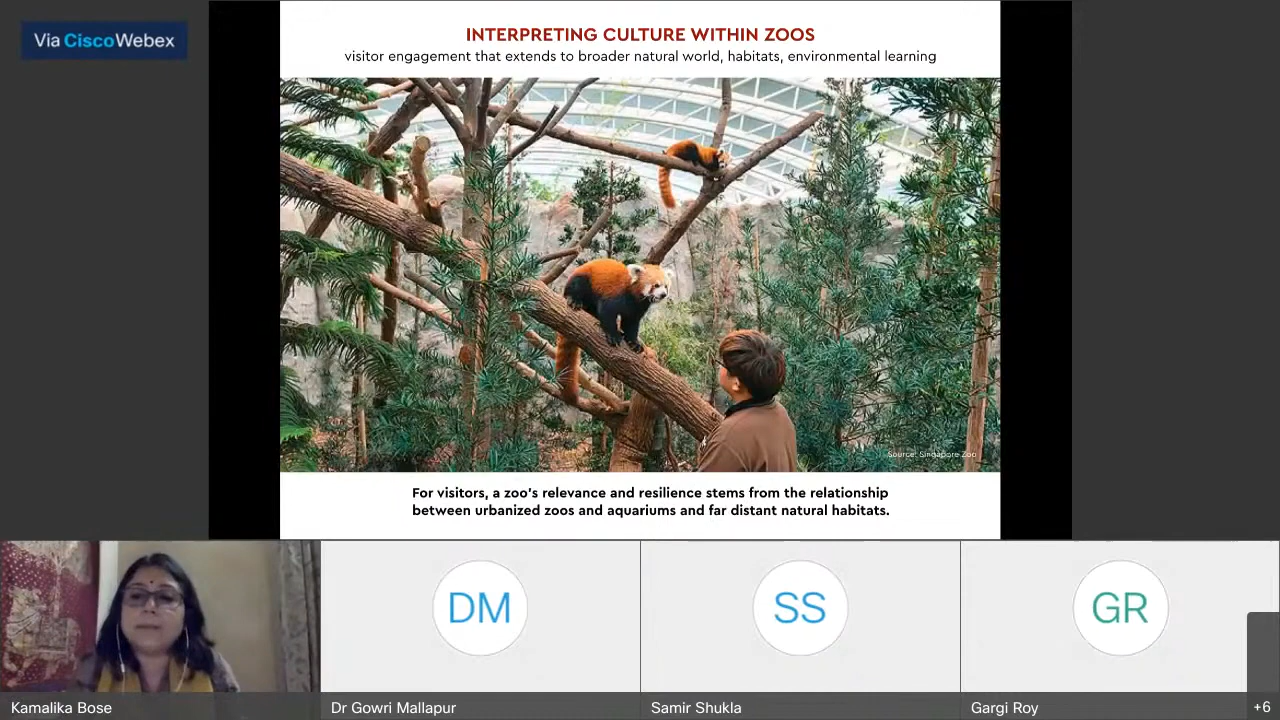 Via Cisco Webex
INTERPRETING CULTURE WITHIN ZOOS
visitor engagement that extends to broader natural world, habitats, environmental learning
Source: Singapore Zoo
For visitors, a zoo's relevance and resilience stems from the relationship
between urbanized zoos and aquariums and far distant natural habitats.
DM
SS
GR
Kamalika Bose
Dr Gowri Mallapur
Samir Shukla
Gargi Roy
+6